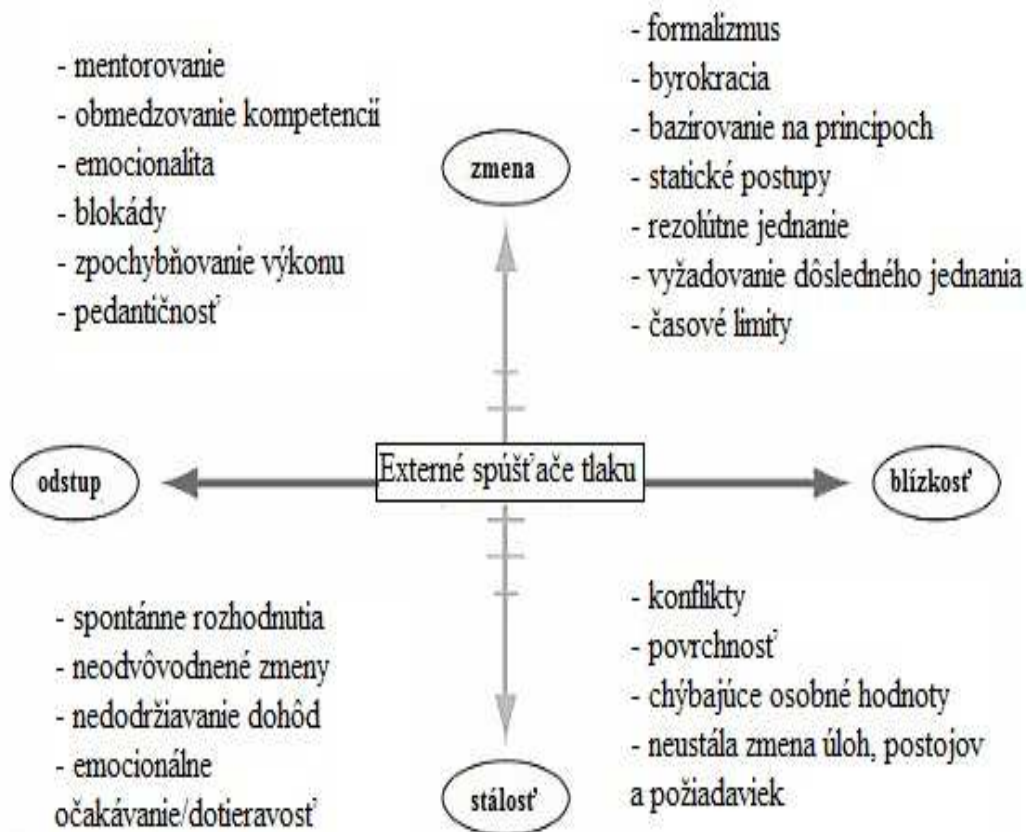 - mentorovanie
- obmedzovanie kompetencií
- emocionalita
- blokády
- zpochybňovanie výkonu
- pedantičnosť
zmena
- formalizmus
- byrokracia
- bazírovanie na princípoch
- statické postupy
- rezolútne jednanie
- vyžadovanie dôsledného jednania
- časové limity
odstup
Externé spúšťače tlaku
blízkosť
- spontánne rozhodnutia
- neodvôvodnené zmeny
- nedodržiavanie dohôd
- emocionálne
očakávanie/dotieravosť
stálosť
- konflikty
- povrchnosť
- chýbajúce osobné hodnoty
- neustála zmena úloh, postojov
a požiadaviek